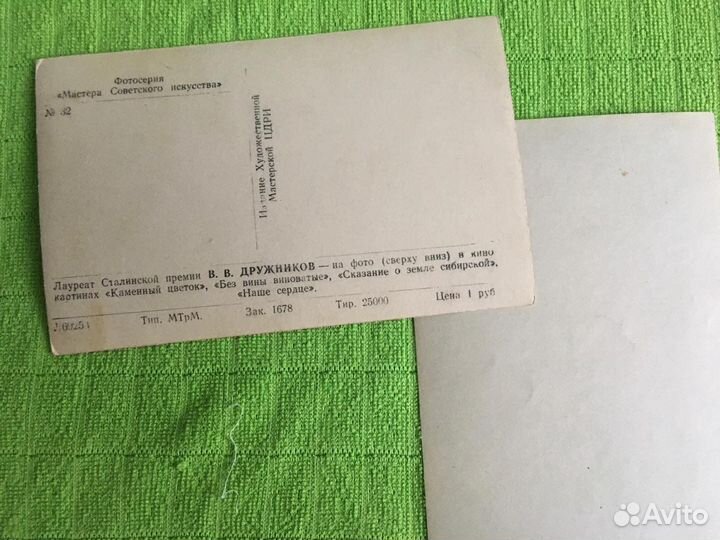 Фотосерия
«Мастера Советского искусства»
№ 32
Издание Художественной
Мастерской ЦДРИ
Лауреат Сталинской премии В. В. ДРУЖНИКОВ — на фото (сверху вниз) в кино
картинах «Каменный цветок», «Без вины виноватые», «Сказание о земле сибирской».
«Наше сердце».
Тип. МТрМ. Зак. 1678 Тир. 25000 Цена 1 руб
Avito